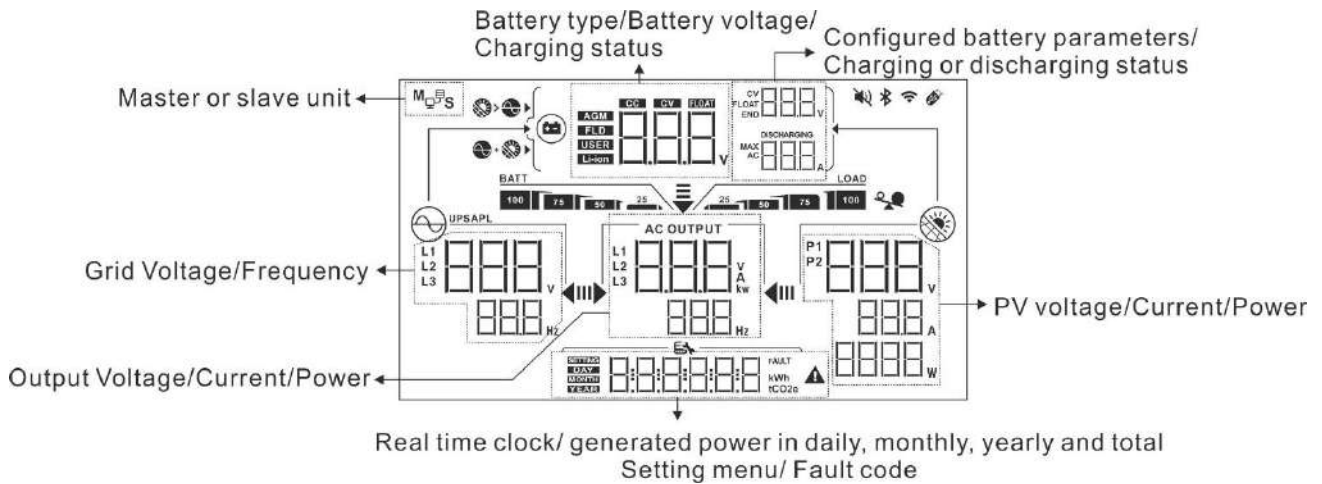 Battery type/Battery voltage/
Charging status
Configured battery parameters/
Charging or discharging status
Master or slave unit
M S
CC CV FLOAT
AGM
FLD
USER
Li-ion
V
CV
FLOAT
END
V
DISCHARGING
MAX
AC
A
BATT
LOAD
100 75 50 25
25 50 75 100
UPSAPL
AC OUTPUT
L1
L2
L3
V
Hz
L1
L2
L3
V
A
kw
Hz
P1
P2
V
A
W
Grid Voltage/Frequency
PV voltage/Current/Power
Output Voltage/Current/Power
SETTING
DAY
MONTH
YEAR
FAULT
kWh
Real time clock/ generated power in daily, monthly, yearly and total
Setting menu/ Fault code